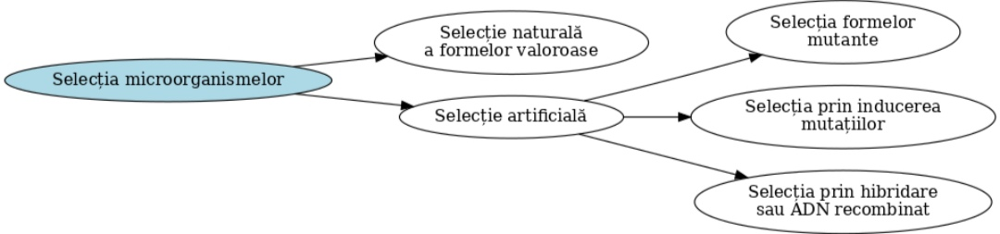 Selecția microorganismelor
Selecție naturală
a formelor valoroase
Selecție artificială
Selecția formelor
mutante
Selecția prin inducerea
mutațiilor
Selecția prin hibridare
sau ADN recombinat